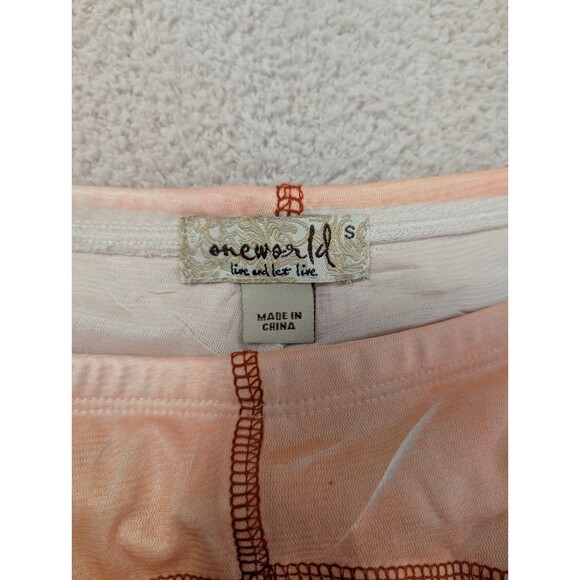 oneworld S
live and let live.
MADE IN
CHINA